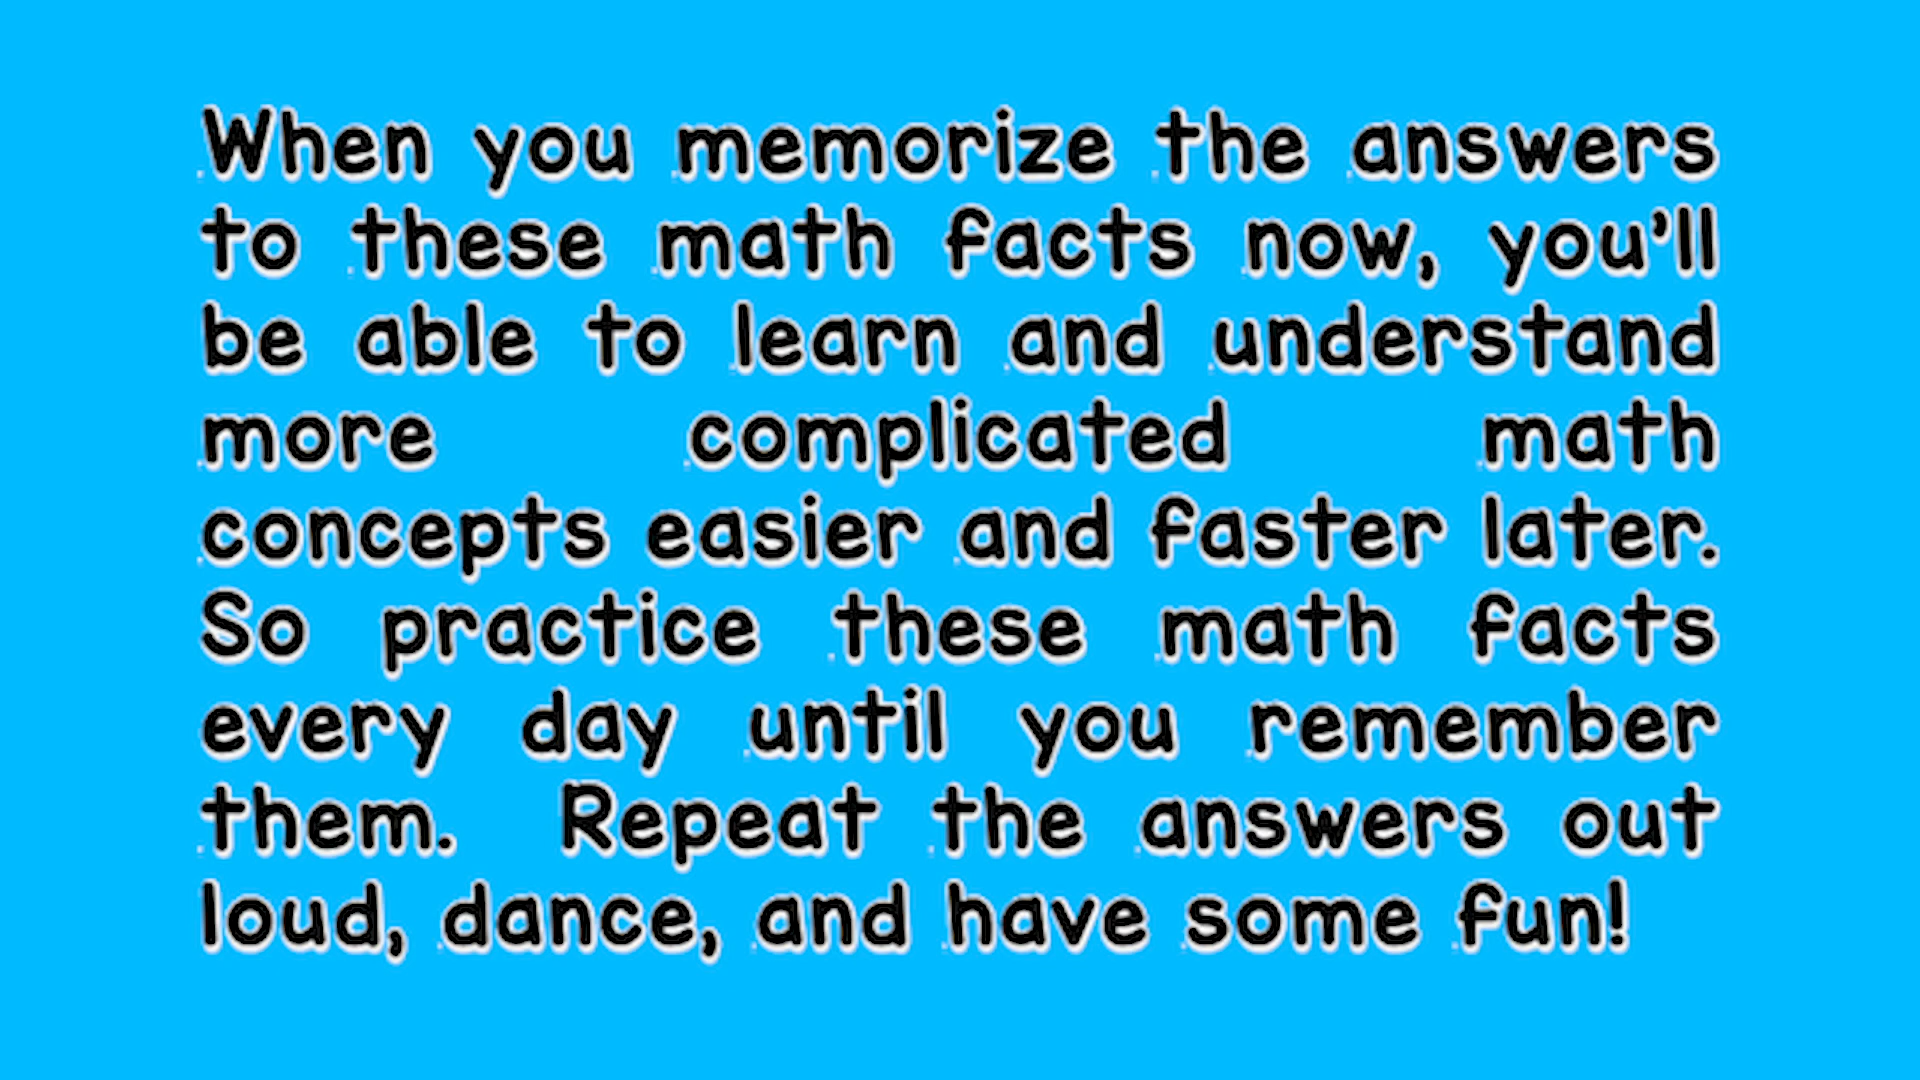 When you memorize the answers
to these math facts now, you'll
be able to learn and understand
more complicated math
concepts easier and faster later.
So practice these math facts
every day until you remember
them. Repeat the answers out
loud, dance, and have some fun!